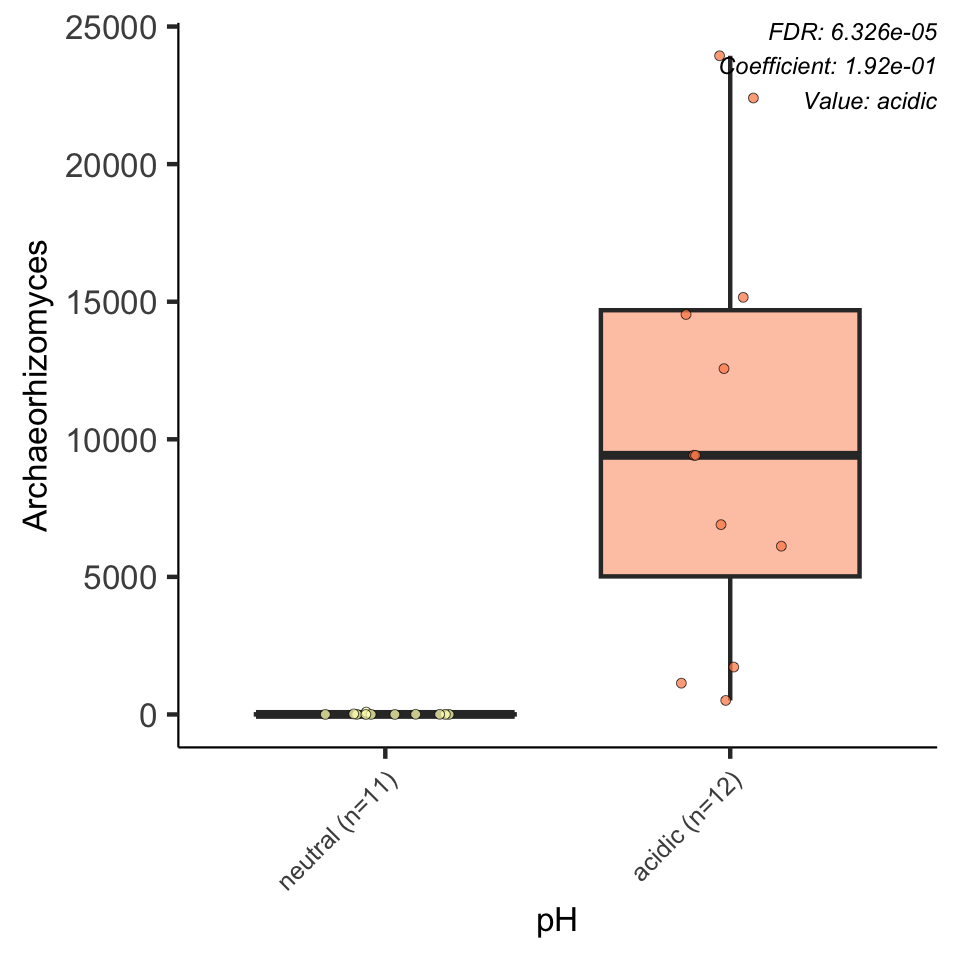 FDR: 6.326e-05
Coefficient: 1.92e-01
Value: acidic
25000
20000
15000
10000
5000
0
Archaeorhizomyces
neutral (n=11)
acidic (n=12)
pH